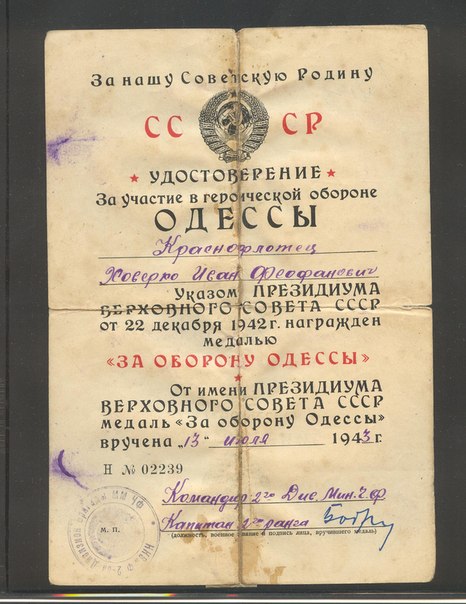 За нашу Советскую Родину
СС СР
УДОСТОВЕРЕНИЕ
За участие в героической обороне
ОДЕССЫ
Краснофлотец
Ховерко Иван Феофанович
Указом ПРЕЗИДИУМА
ВЕРХОВНОГО СОВЕТА СССР
от 22 декабря 1942 г. награжден
медалью
«ЗА ОБОРОНУ ОДЕССЫ»
От имени ПРЕЗИДИУМА
ВЕРХОВНОГО СОВЕТА СССР
медаль «За оборону Одессы»
вручена „13" июля 1943 г.
Н № 02239
Командир 2го Див. Мин. Ч.Ф.
Капитан 2го ранга
М. П.
(должность, военное звание и подпись лица, вручившего медаль)